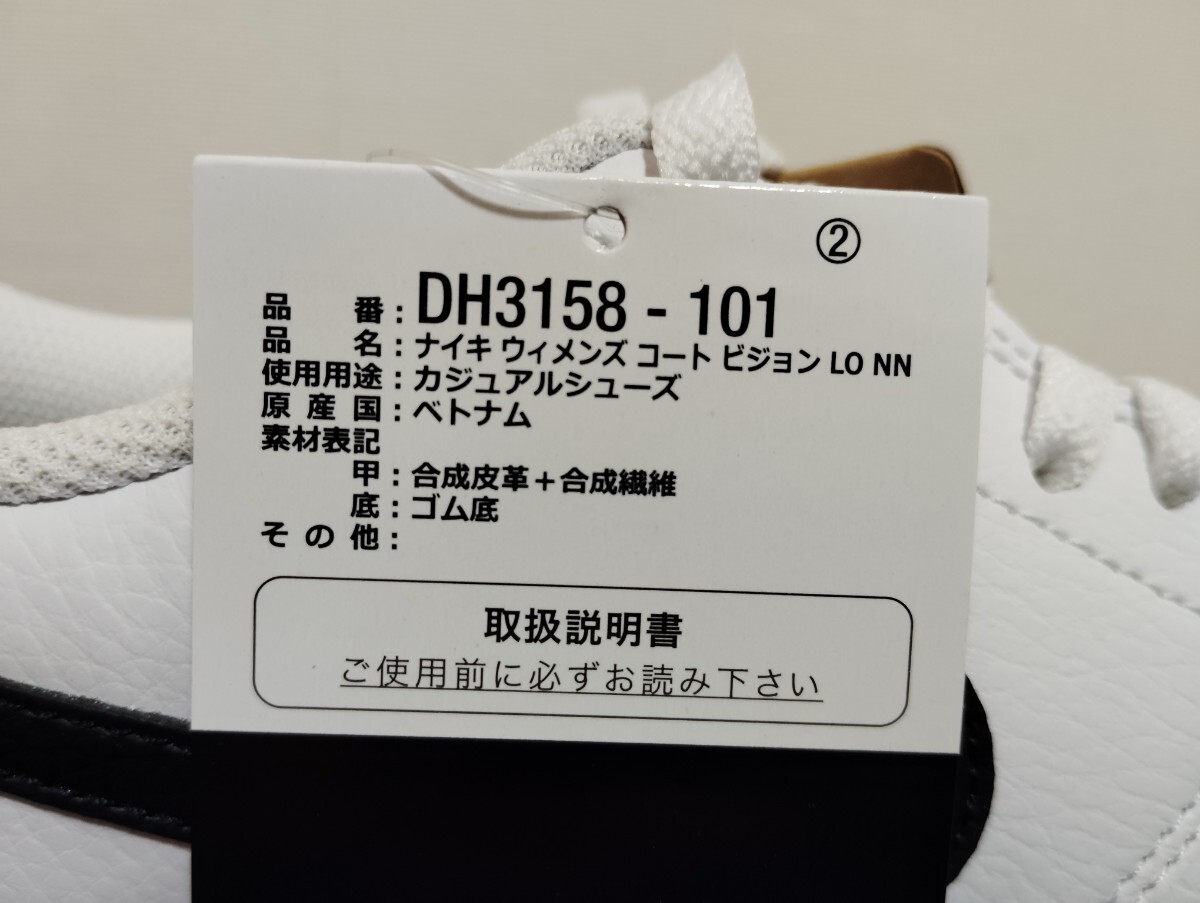 ②
品番:DH3158 - 101
品名:ナイキ ウィメンズ コート ビジョン LO NN
使用用途:カジュアルシューズ
原産国:ベトナム
素材表記
甲:合成皮革+合成繊維
底:ゴム底
その他:
取扱説明書
ご使用前に必ずお読み下さい